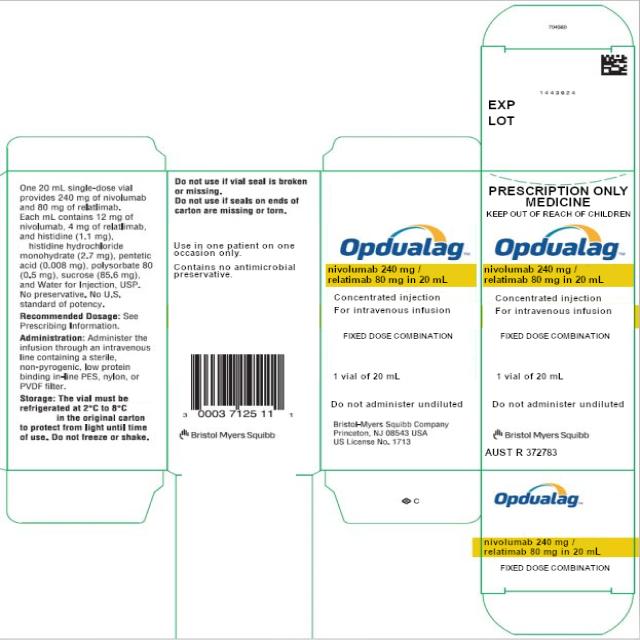 One 20 mL single-dose vial
provides 240 mg of nivolumab
and 80 mg of relatlimab.
Each mL contains 12 mg of
nivolumab, 4 mg of relatlimab,
and histidine (1.1 mg),
histidine hydrochloride
monohydrate (2.7 mg), pentetic
acid (0.008 mg), polysorbate 80
(0.5 mg), sucrose (85.6 mg),
and Water for Injection, USP.
No preservative. No U.S.
standard of potency.
Recommended Dosage: See
Prescribing Information.
Administration: Administer the
infusion through an intravenous
line containing a sterile,
non-pyrogenic, low protein
binding in-line PES, nylon, or
PVDF filter.
Storage: The vial must be
refrigerated at 2°C to 8°C
in the original carton
to protect from light until time
of use. Do not freeze or shake.
Do not use if vial seal is broken
or missing.
Do not use if seals on ends of
carton are missing or torn.
Use in one patient on one
occasion only.
Contains no antimicrobial
preservative.
3 0003 7125 11 1
Bristol Myers Squibb
Opdualag™
nivolumab 240 mg /
relatimab 80 mg in 20 mL
Concentrated injection
For intravenous infusion
FIXED DOSE COMBINATION
1 vial of 20 mL
Do not administer undiluted
Bristol-Myers Squibb Company
Princeton, NJ 08543 USA
US License No. 1713
C
1443924
EXP
LOT
PRESCRIPTION ONLY
MEDICINE
KEEP OUT OF REACH OF CHILDREN
Opdualag™
nivolumab 240 mg /
relatimab 80 mg in 20 mL
Concentrated injection
For intravenous infusion
FIXED DOSE COMBINATION
1 vial of 20 mL
Do not administer undiluted
Bristol Myers Squibb
AUST R 372783
Opdualag™
nivolumab 240 mg /
relatimab 80 mg in 20 mL
FIXED DOSE COMBINATION